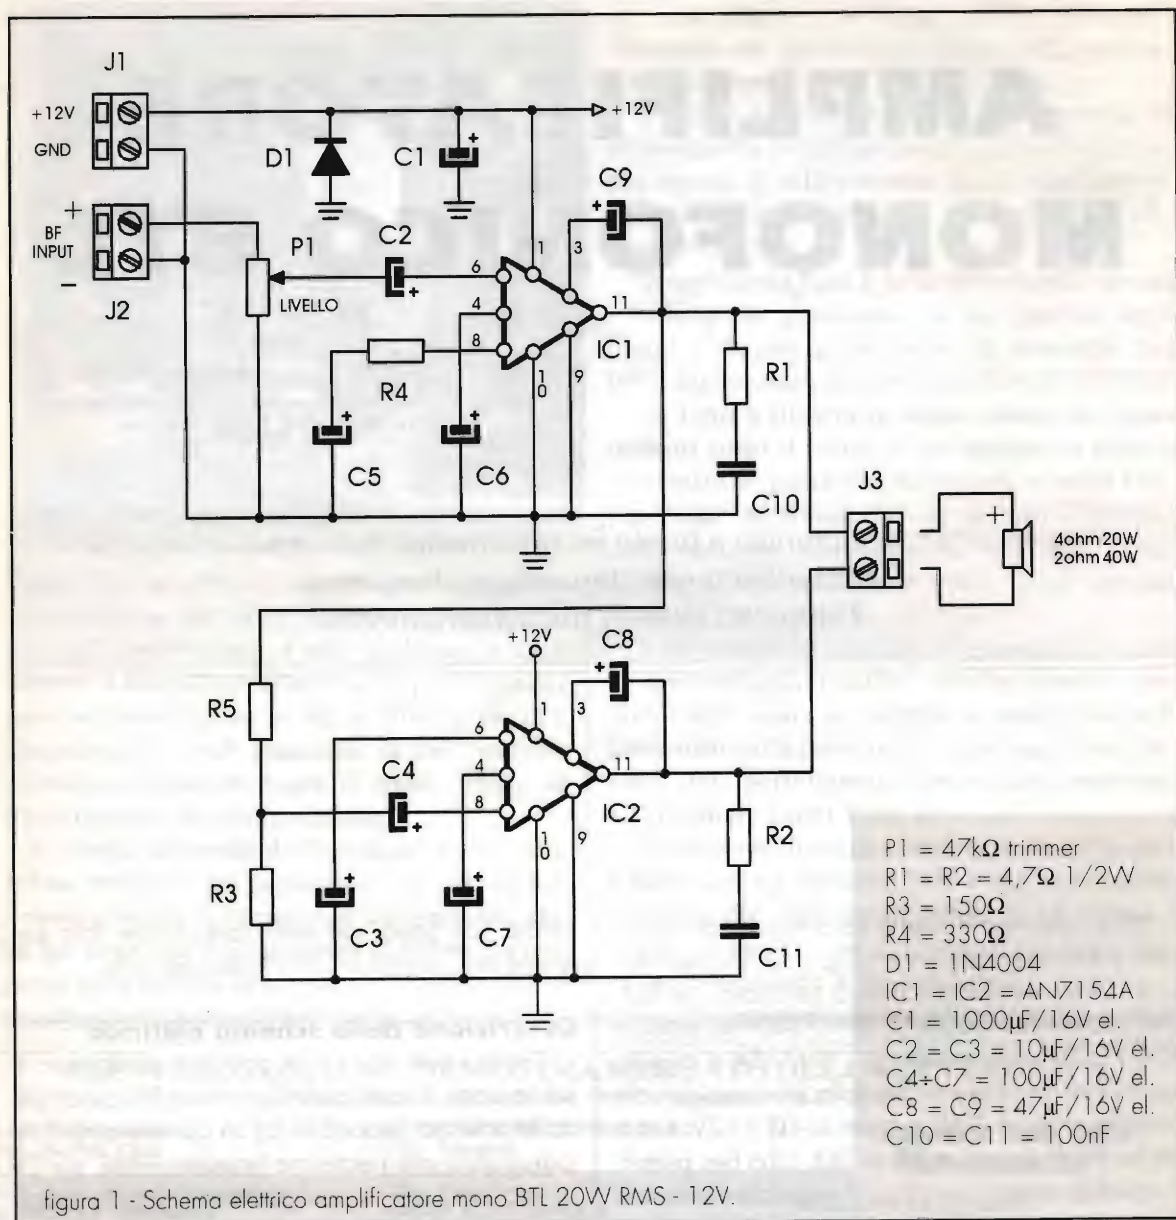 J1
+12V
GND
+
BF
INPUT
−
J2
D1
C1
+
+12V
P1
LIVELLO
C2
+
6
4
8
1
3
11
10
9
IC1
C9
+
R4
+
C5
+
C6
R1
C10
J3
+
4ohm 20W
2ohm 40W
+12V
C8
+
R5
R3
C4
+
6
4
8
1
3
11
10
9
IC2
+
C3
+
C7
R2
C11
P1 = 47kΩ trimmer
R1 = R2 = 4,7Ω 1/2W
R3 = 150Ω
R4 = 330Ω
D1 = 1N4004
IC1 = IC2 = AN7154A
C1 = 1000µF/16V el.
C2 = C3 = 10µF/16V el.
C4÷C7 = 100µF/16V el.
C8 = C9 = 47µF/16V el.
C10 = C11 = 100nF
figura 1 - Schema elettrico amplificatore mono BTL 20W RMS - 12V.